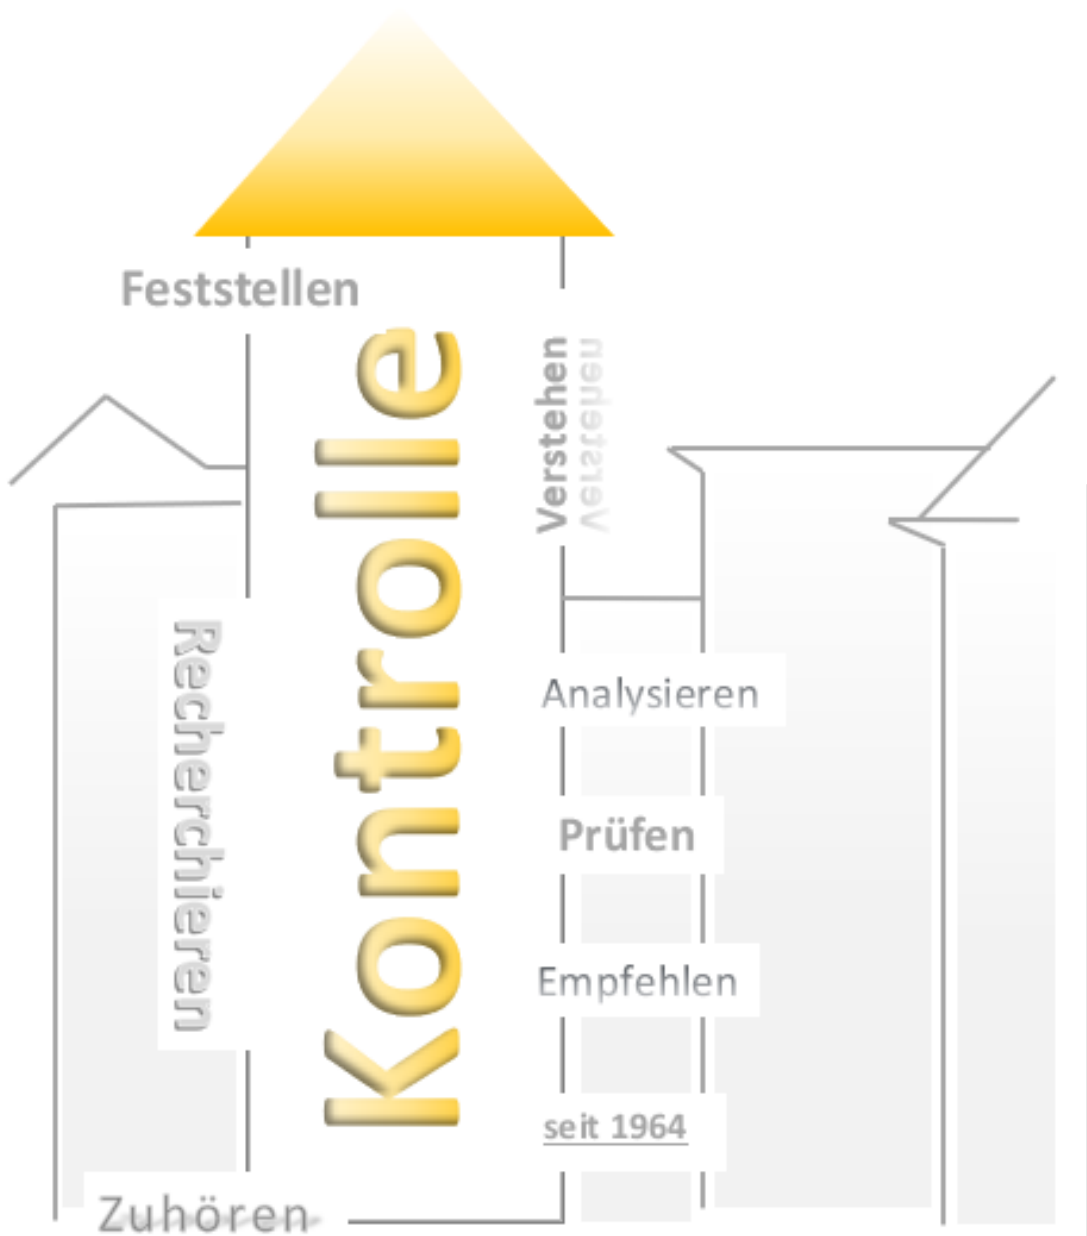 Feststellen
Kontrolle
Verstehen
Recherchieren
Analysieren
Prüfen
Empfehlen
seit 1964
Zuhören